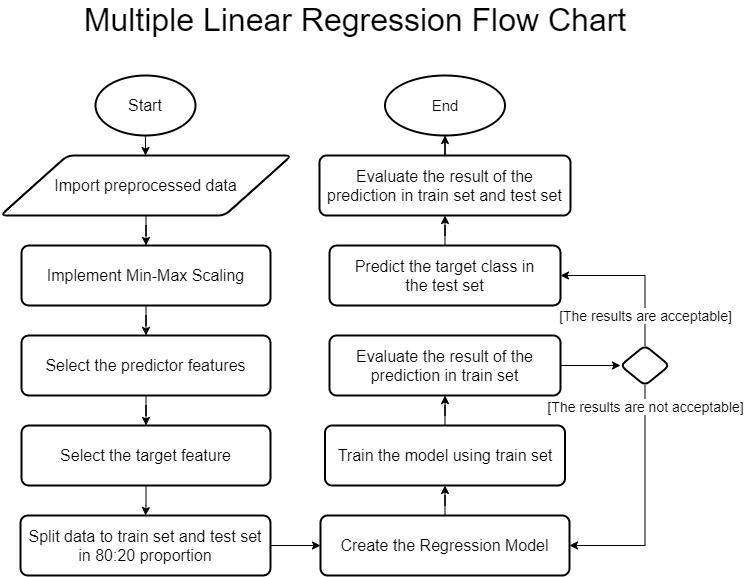 Multiple Linear Regression Flow Chart
Start
Import preprocessed data
Implement Min-Max Scaling
Select the predictor features
Select the target feature
Split data to train set and test set
in 80:20 proportion
Create the Regression Model
Train the model using train set
Evaluate the result of the
prediction in train set
[The results are acceptable]
[The results are not acceptable]
Predict the target class in
the test set
Evaluate the result of the
prediction in train set and test set
End